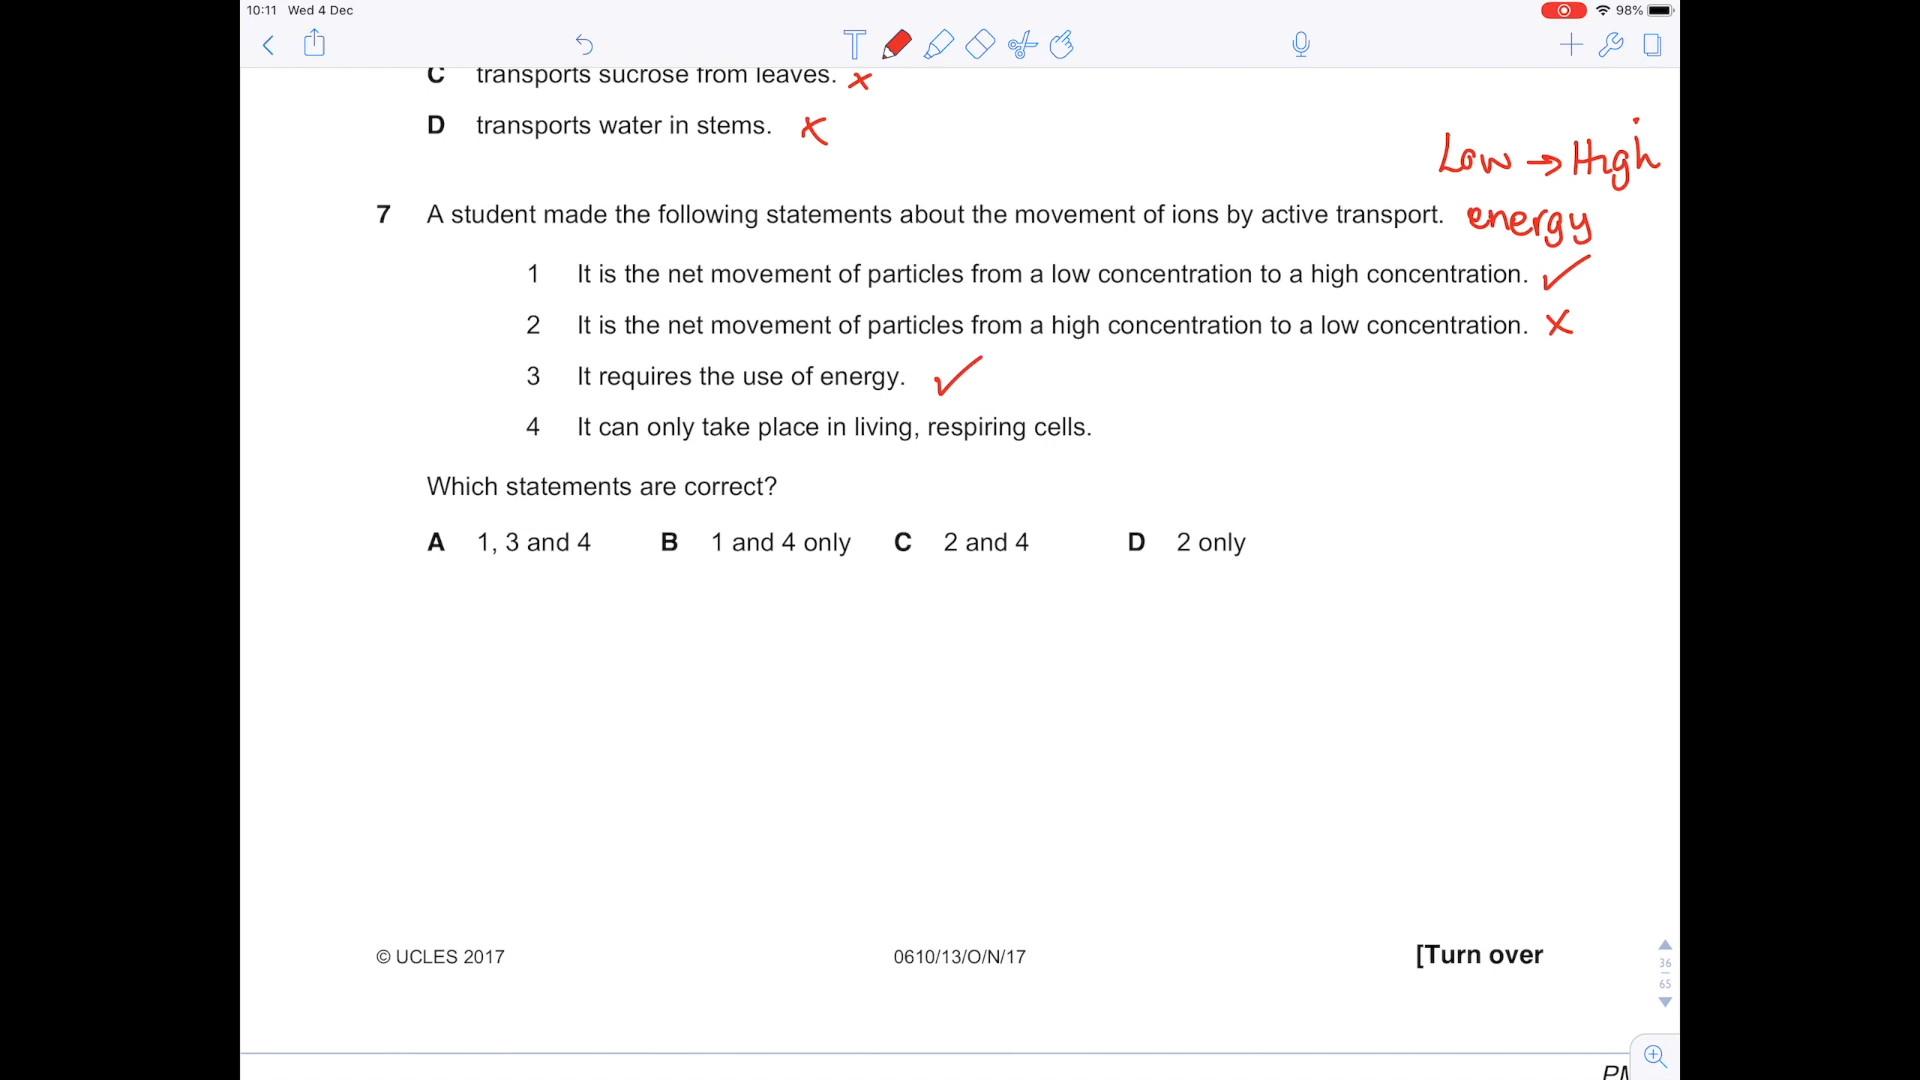 10:11 Wed 4 Dec
98%
T
C transports sucrose from leaves. x
D transports water in stems. x
Low → High
7 A student made the following statements about the movement of ions by active transport. energy
1 It is the net movement of particles from a low concentration to a high concentration. ✓
2 It is the net movement of particles from a high concentration to a low concentration. x
3 It requires the use of energy. ✓
4 It can only take place in living, respiring cells.
Which statements are correct?
A 1, 3 and 4 B 1 and 4 only C 2 and 4 D 2 only
© UCLES 2017 0610/13/O/N/17 [Turn over
36
65